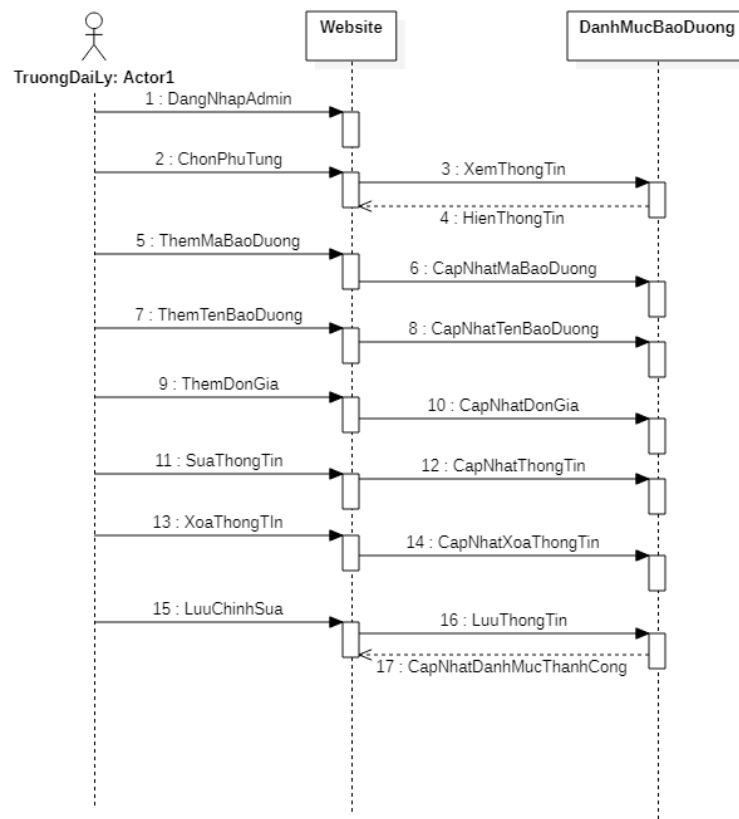 Website
DanhMucBaoDuong
TruongDaiLy: Actor1
1 : DangNhapAdmin
2 : ChonPhuTung
3 : XemThongTin
4 : HienThongTin
5 : ThemMaBaoDuong
6 : CapNhatMaBaoDuong
7 : ThemTenBaoDuong
8 : CapNhatTenBaoDuong
9 : ThemDonGia
10 : CapNhatDonGia
11 : SuaThongTin
12 : CapNhatThongTin
13 : XoaThongTIn
14 : CapNhatXoaThongTin
15 : LuuChinhSua
16 : LuuThongTin
17 : CapNhatDanhMucThanhCong